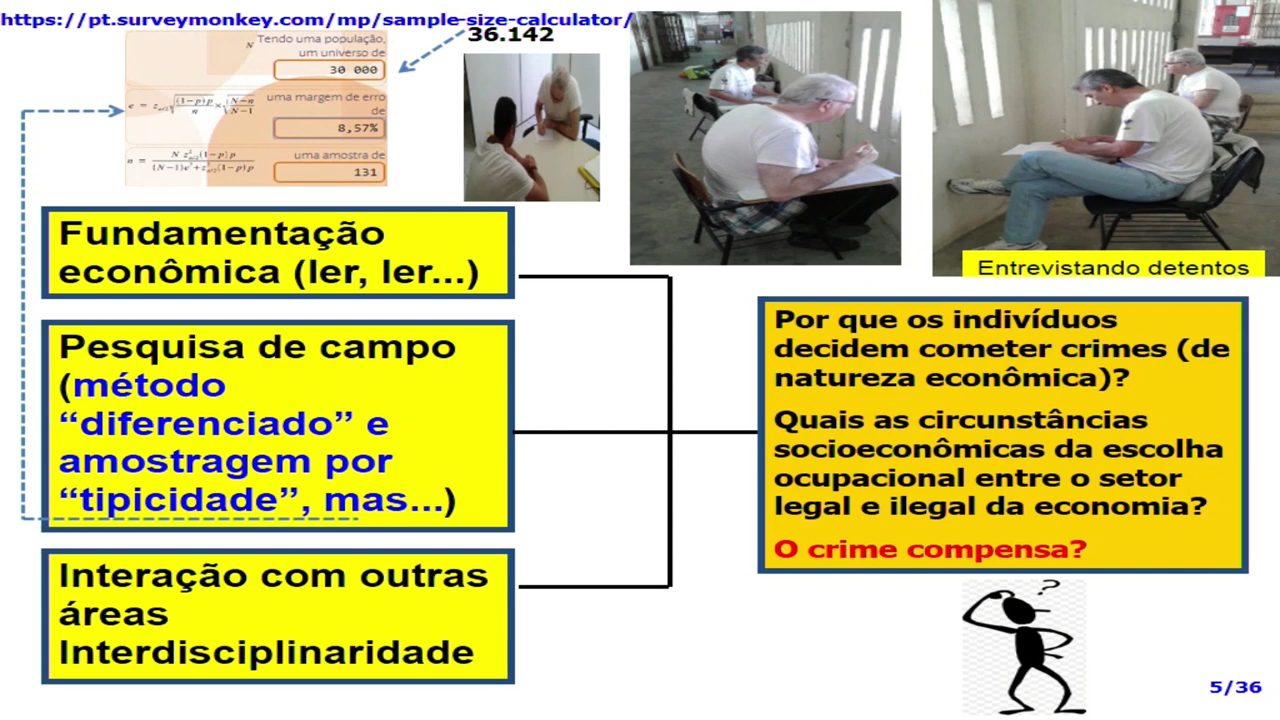 https://pt.surveymonkey.com/mp/sample-size-calculator/
36.142
N Tendo uma população,
um universo de
30 000
uma margem de erro
de
8,57%
uma amostra de
131
Fundamentação
econômica (ler, ler...)
Pesquisa de campo
(método
“diferenciado” e
amostragem por
“tipicidade”, mas...)
Interação com outras
áreas
Interdisciplinaridade
Entrevistando detentos
Por que os indivíduos
decidem cometer crimes (de
natureza econômica)?
Quais as circunstâncias
socioeconômicas da escolha
ocupacional entre o setor
legal e ilegal da economia?
O crime compensa?
?
5/36